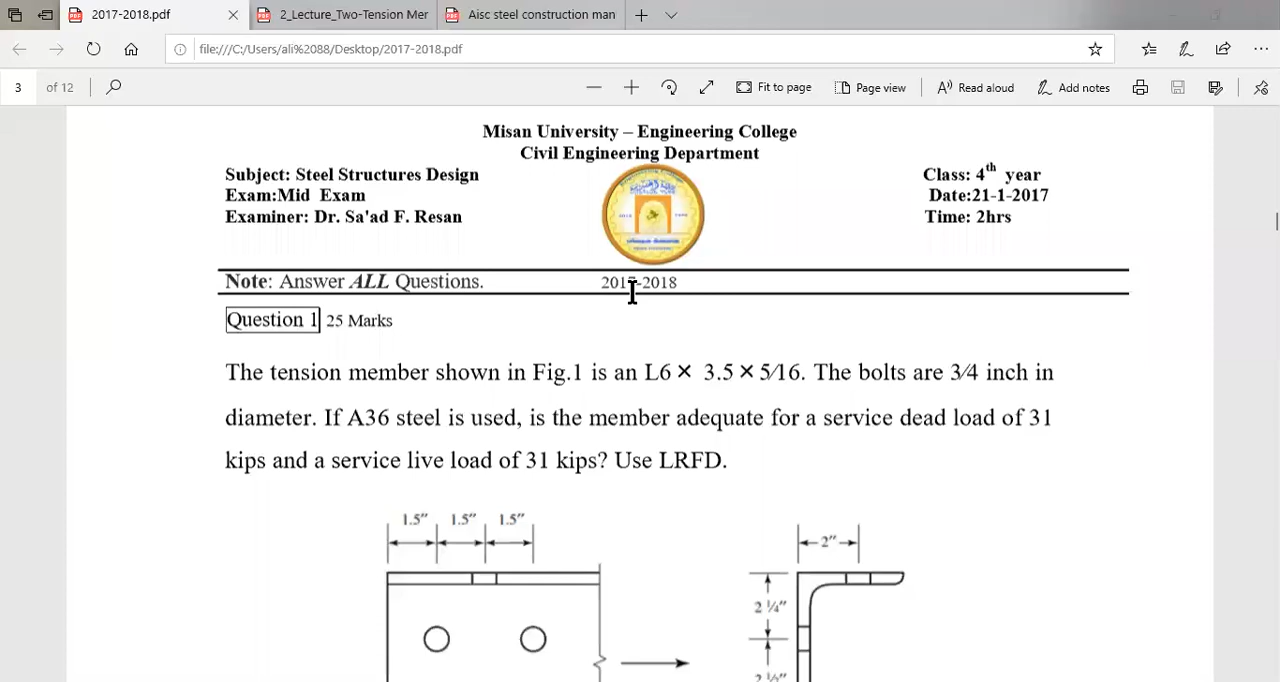 2017-2018.pdf
2_Lecture_Two-Tension Mer
Aisc steel construction man
file:///C:/Users/ali%2088/Desktop/2017-2018.pdf
3 of 12
Fit to page
Page view
Read aloud
Add notes
Misan University – Engineering College
Civil Engineering Department
Subject: Steel Structures Design
Class: 4th year
Exam:Mid Exam
Date:21-1-2017
Examiner: Dr. Sa'ad F. Resan
Time: 2hrs
Note: Answer ALL Questions.
2017-2018
Question 1 25 Marks
The tension member shown in Fig.1 is an L6 × 3.5 × 5⁄16. The bolts are 3⁄4 inch in
diameter. If A36 steel is used, is the member adequate for a service dead load of 31
kips and a service live load of 31 kips? Use LRFD.
1.5″ 1.5″ 1.5″
2″
2 ¼″
2 ½″